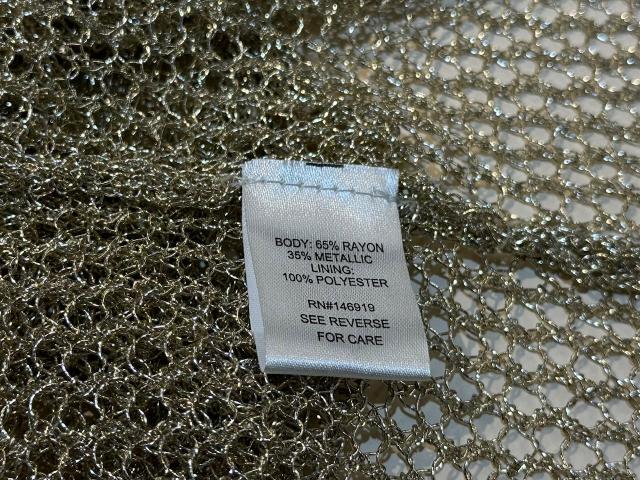 BODY: 65% RAYON
35% METALLIC
LINING:
100% POLYESTER
RN#146919
SEE REVERSE
FOR CARE